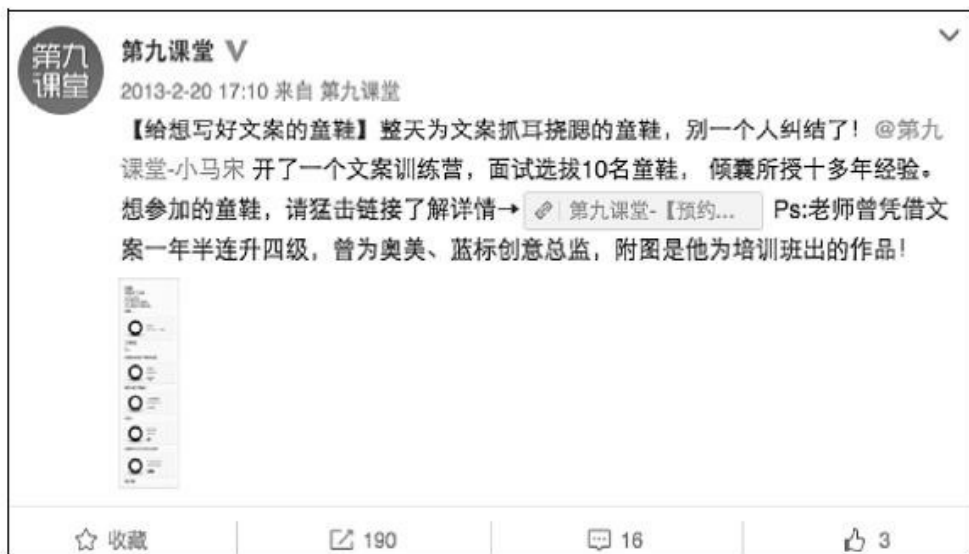 第九
课堂
第九课堂 V
2013-2-20 17:10 来自 第九课堂
【给想写好文案的童鞋】整天为文案抓耳挠腮的童鞋，别一个人纠结了！@第九
课堂-小马宋 开了一个文案训练营，面试选拔10名童鞋， 倾囊所授十多年经验。
想参加的童鞋，请猛击链接了解详情→ 第九课堂-【预约... Ps:老师曾凭借文
案一年半连升四级，曾为奥美、蓝标创意总监，附图是他为培训班出的作品！
收藏 190 16 3